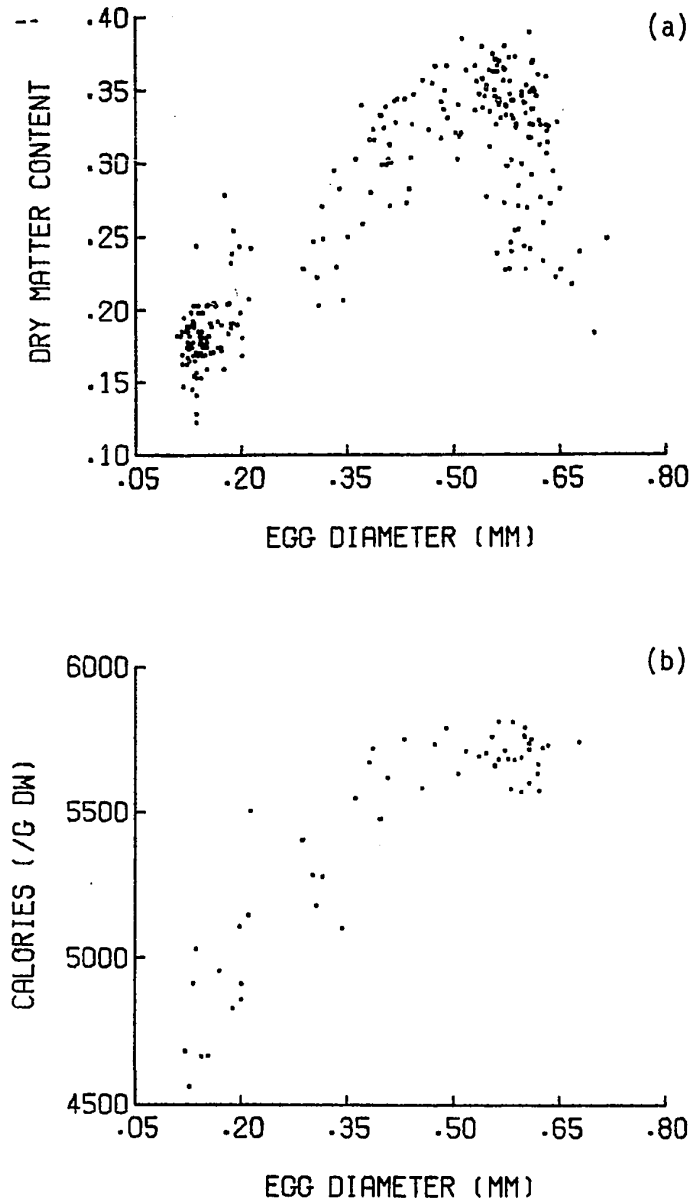 (a)
.40
.35
.30
.25
.20
.15
.10
DRY MATTER CONTENT
.05 .20 .35 .50 .65 .80
EGG DIAMETER (MM)
(b)
6000
5500
5000
4500
CALORIES (/G DW)
.05 .20 .35 .50 .65 .80
EGG DIAMETER (MM)